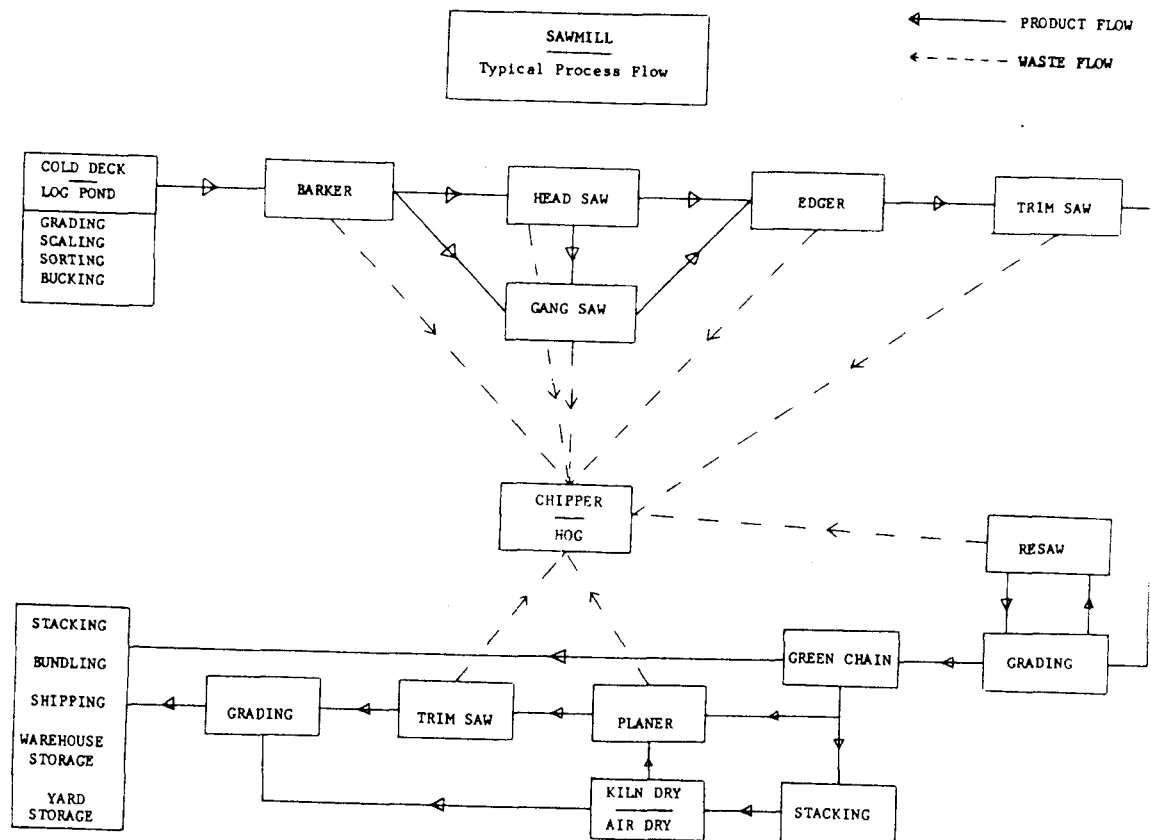 SAWMILL
Typical Process Flow
PRODUCT FLOW
WASTE FLOW
COLD DECK
LOG POND
GRADING
SCALING
SORTING
BUCKING
BARKER
HEAD SAW
EDGER
TRIM SAW
GANG SAW
CHIPPER
HOG
RESAW
STACKING
BUNDLING
SHIPPING
WAREHOUSE
STORAGE
YARD
STORAGE
GREEN CHAIN
GRADING
GRADING
TRIM SAW
PLANER
KILN DRY
AIR DRY
STACKING